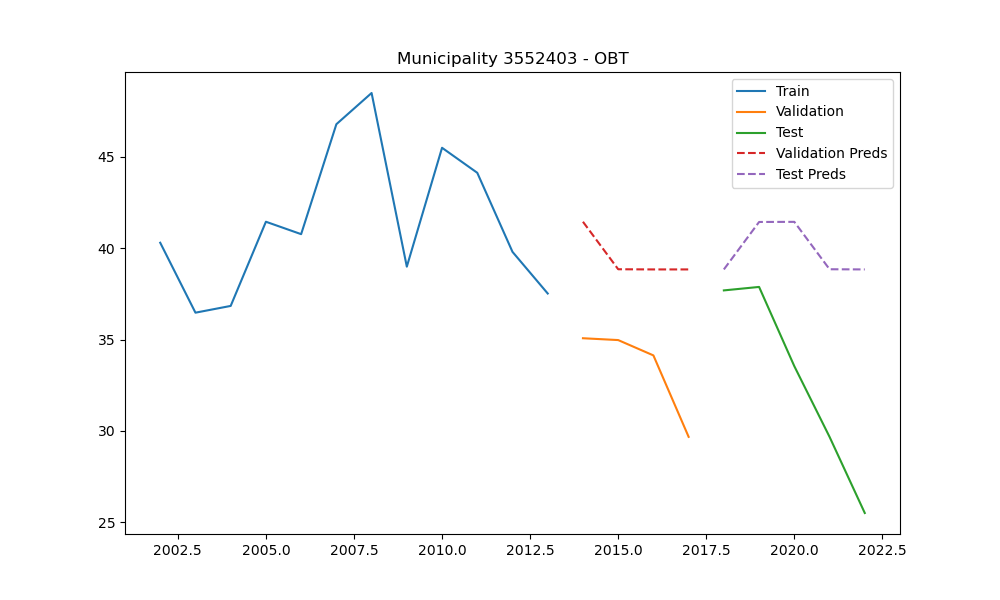 Municipality 3552403 - OBT
Train
Validation
Test
Validation Preds
Test Preds
45
40
35
30
25
2002.5 2005.0 2007.5 2010.0 2012.5 2015.0 2017.5 2020.0 2022.5